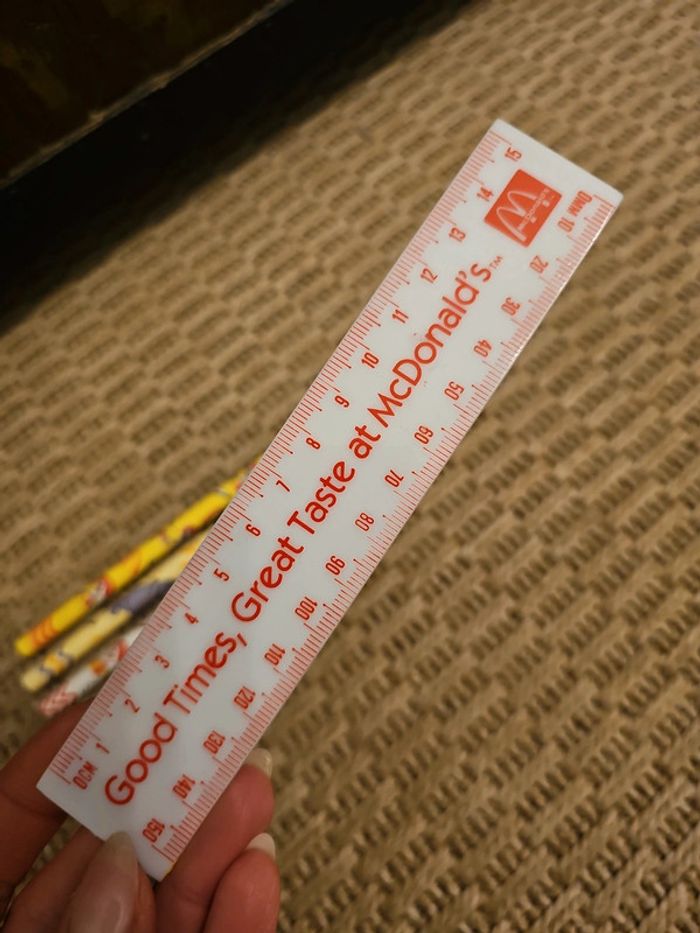 0CM 1 2 3 4 5 6 7 8 9 10 11 12 13 14 15
Good Times, Great Taste at McDonald's™
McDonald's
0MM 10 20 30 40 50 60 70 80 90 100 110 120 130 140 150